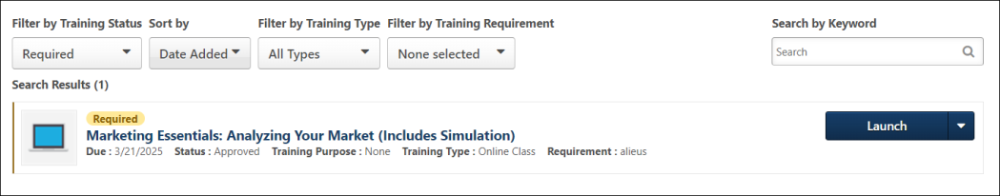 Filter by Training Status Sort by Filter by Training Type Filter by Training Requirement Search by Keyword
Required Date Added All Types None selected Search
Search Results (1)
Required
Marketing Essentials: Analyzing Your Market (Includes Simulation)
Launch
Due : 3/21/2025 Status : Approved Training Purpose : None Training Type : Online Class Requirement : alieus